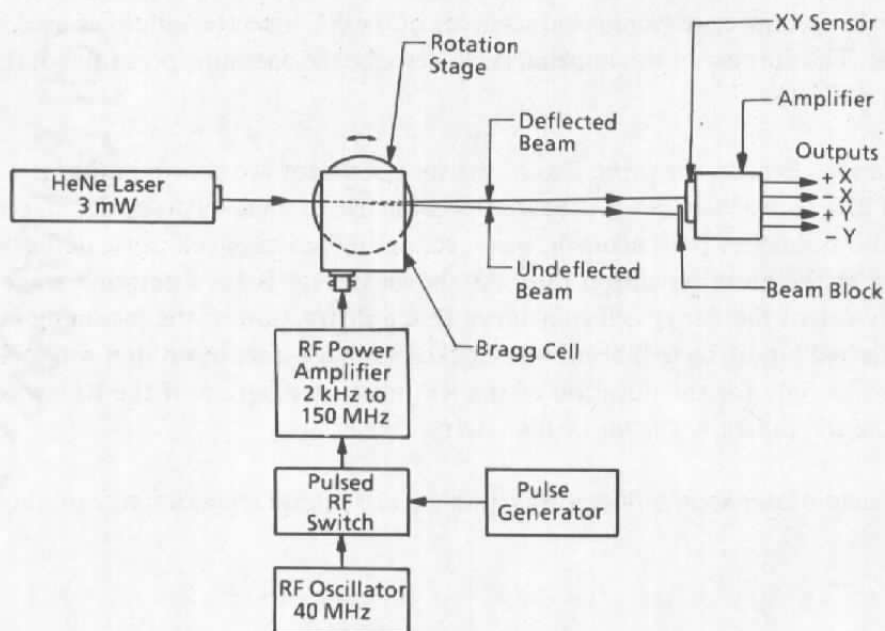 XY Sensor
Rotation
Stage
Amplifier
Deflected
Beam
Outputs
HeNe Laser
3 mW
+ X
- X
+ Y
- Y
Undeflected
Beam
Beam Block
RF Power
Amplifier
2 kHz to
150 MHz
Bragg Cell
Pulsed
RF
Switch
Pulse
Generator
RF Oscillator
40 MHz